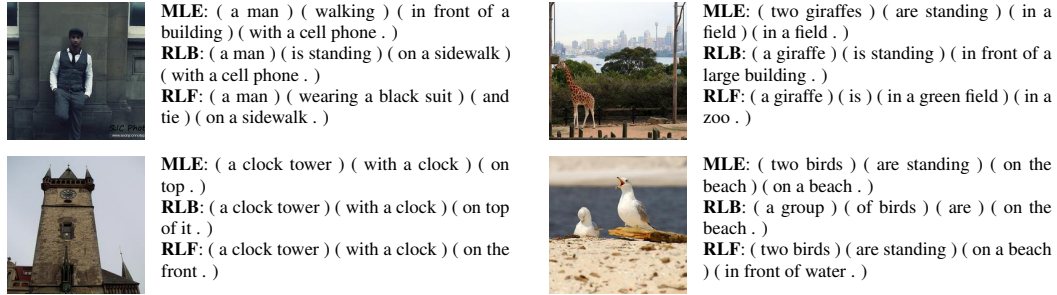 MLE: ( a man ) ( walking ) ( in front of a
building ) ( with a cell phone . )
RLB: ( a man ) ( is standing ) ( on a sidewalk )
( with a cell phone . )
RLF: ( a man ) ( wearing a black suit ) ( and
tie ) ( on a sidewalk . )
MLE: ( two giraffes ) ( are standing ) ( in a
field ) ( in a field . )
RLB: ( a giraffe ) ( is standing ) ( in front of a
large building . )
RLF: ( a giraffe ) ( is ) ( in a green field ) ( in a
zoo . )
MLE: ( a clock tower ) ( with a clock ) ( on
top . )
RLB: ( a clock tower ) ( with a clock ) ( on top
of it . )
RLF: ( a clock tower ) ( with a clock ) ( on the
front . )
MLE: ( two birds ) ( are standing ) ( on the
beach ) ( on a beach . )
RLB: ( a group ) ( of birds ) ( are ) ( on the
beach . )
RLF: ( two birds ) ( are standing ) ( on a beach
) ( in front of water . )